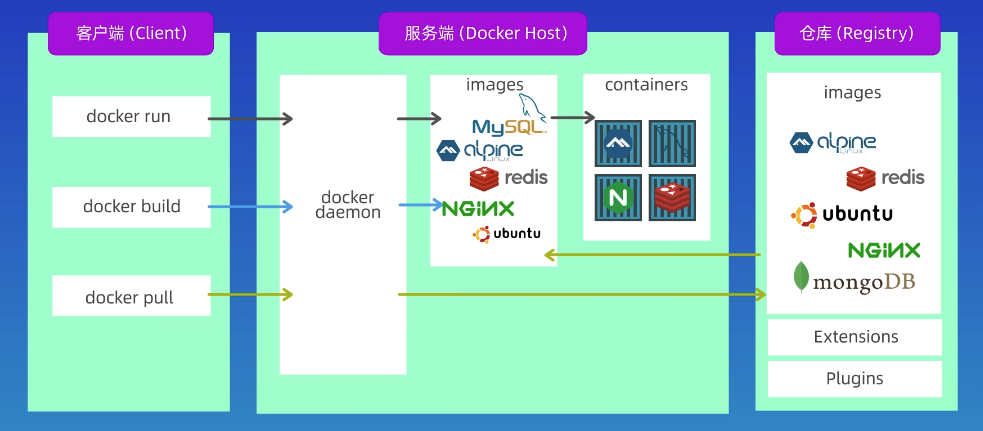 客户端 (Client)
docker run
docker build
docker pull
服务端 (Docker Host)
docker
daemon
images
MySQL
alpine
LINUX
redis
NGINX
ubuntu
containers
N
仓库 (Registry)
images
alpine
LINUX
redis
ubuntu
NGINX
mongoDB
Extensions
Plugins